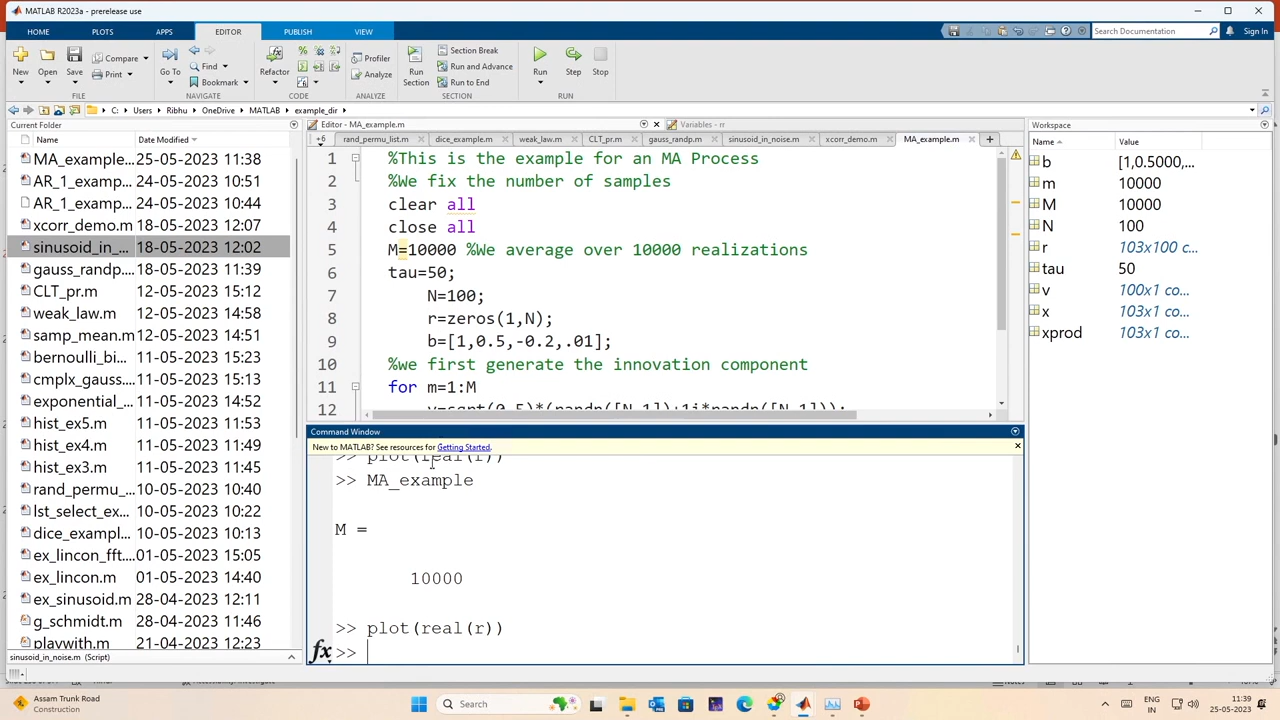 MATLAB R2023a - prerelease use
HOME PLOTS APPS EDITOR PUBLISH VIEW
Search Documentation
Sign In
New Open Save Compare Print
FILE
Go To Find Bookmark
NAVIGATE
Refactor
CODE
Profiler
Analyze
ANALYZE
Run Section
Section Break
Run and Advance
Run to End
SECTION
Run Step Stop
RUN
C: Users Ribhu OneDrive MATLAB example_dir
Current Folder
Name Date Modified
MA_example... 25-05-2023 11:38
AR_1_examp... 24-05-2023 10:51
AR_1_examp... 24-05-2023 10:44
xcorr_demo.m 18-05-2023 12:07
sinusoid_in_... 18-05-2023 12:02
gauss_randp... 18-05-2023 11:39
CLT_pr.m 12-05-2023 15:12
weak_law.m 12-05-2023 14:58
samp_mean.m 12-05-2023 14:51
bernoulli_bi... 11-05-2023 15:23
cmplx_gauss... 11-05-2023 15:13
exponential_... 11-05-2023 14:52
hist_ex5.m 11-05-2023 11:53
hist_ex4.m 11-05-2023 11:49
hist_ex3.m 11-05-2023 11:45
rand_permu_... 10-05-2023 10:40
lst_select_ex... 10-05-2023 10:22
dice_exampl... 10-05-2023 10:13
ex_lincon_fft... 01-05-2023 15:05
ex_lincon.m 01-05-2023 14:40
ex_sinusoid.m 28-04-2023 12:11
g_schmidt.m 28-04-2023 11:46
playwith.m 21-04-2023 12:23
sinusoid_in_noise.m (Script)
Editor - MA_example.m
Variables - rr
rand_permu_list.m dice_example.m weak_law.m CLT_pr.m gauss_randp.m sinusoid_in_noise.m xcorr_demo.m MA_example.m
1 %This is the example for an MA Process
2 %We fix the number of samples
3 clear all
4 close all
5 M=10000 %We average over 10000 realizations
6 tau=50;
7 N=100;
8 r=zeros(1,N);
9 b=[1,0.5,-0.2,.01];
10 %we first generate the innovation component
11 for m=1:M
12 v=sqrt(0.5)*(randn([N,1])+1i*randn([N,1]));
Command Window
New to MATLAB? See resources for Getting Started.
>> plot(real(r))
>> MA_example
M =
10000
>> plot(real(r))
fx >>
Workspace
Name Value
b [1,0.5000,...
m 10000
M 10000
N 100
r 103x100 c...
tau 50
v 100x1 co...
x 103x1 co...
xprod 103x1 co...
Assam Trunk Road
Construction
Search
ENG
IN
11:39
25-05-2023